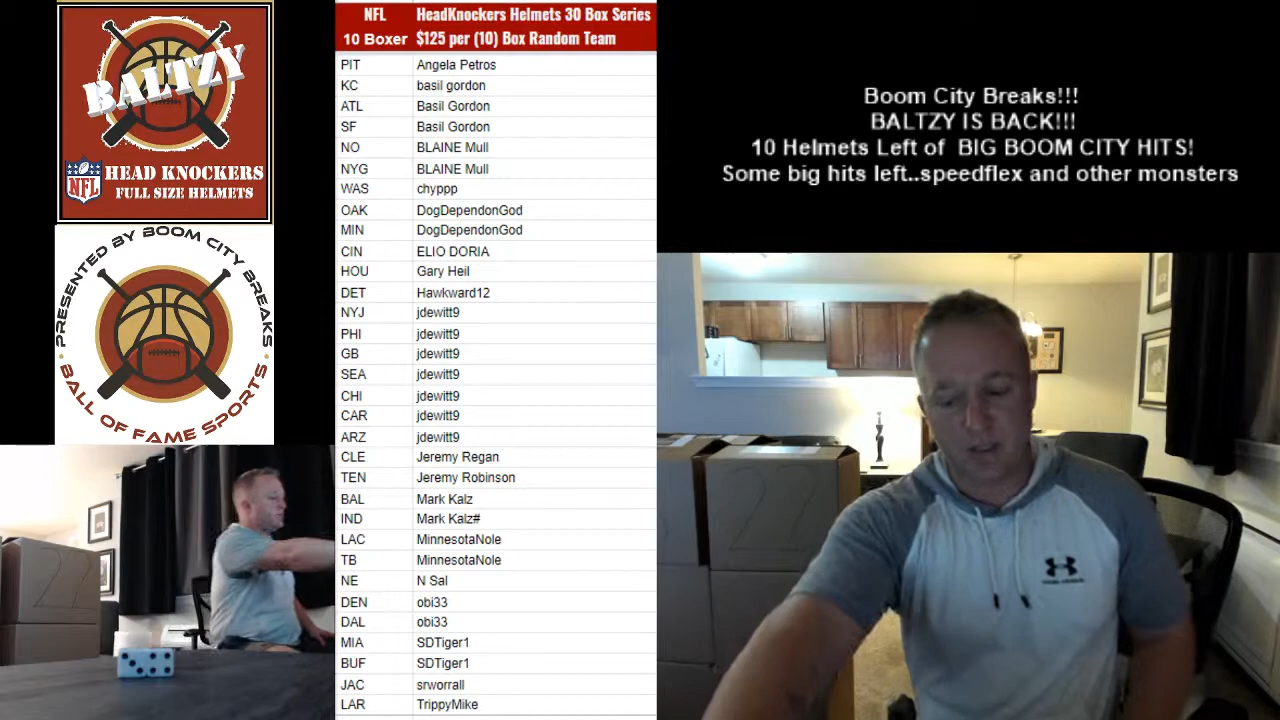 BALTZY
NFL
HEAD KNOCKERS
FULL SIZE HELMETS
PRESENTED BY BOOM CITY BREAKS
BALL OF FAME SPORTS
NFL HeadKnockers Helmets 30 Box Series
10 Boxer $125 per (10) Box Random Team
PIT Angela Petros
KC basil gordon
ATL Basil Gordon
SF Basil Gordon
NO BLAINE Mull
NYG BLAINE Mull
WAS chyppp
OAK DogDependonGod
MIN DogDependonGod
CIN ELIO DORIA
HOU Gary Heil
DET Hawkward12
NYJ jdewitt9
PHI jdewitt9
GB jdewitt9
SEA jdewitt9
CHI jdewitt9
CAR jdewitt9
ARZ jdewitt9
CLE Jeremy Regan
TEN Jeremy Robinson
BAL Mark Kalz
IND Mark Kalz#
LAC MinnesotaNole
TB MinnesotaNole
NE N Sal
DEN obi33
DAL obi33
MIA SDTiger1
BUF SDTiger1
JAC srworrall
LAR TrippyMike
Boom City Breaks!!!
BALTZY IS BACK!!!
10 Helmets Left of BIG BOOM CITY HITS!
Some big hits left..speedflex and other monsters
22
22